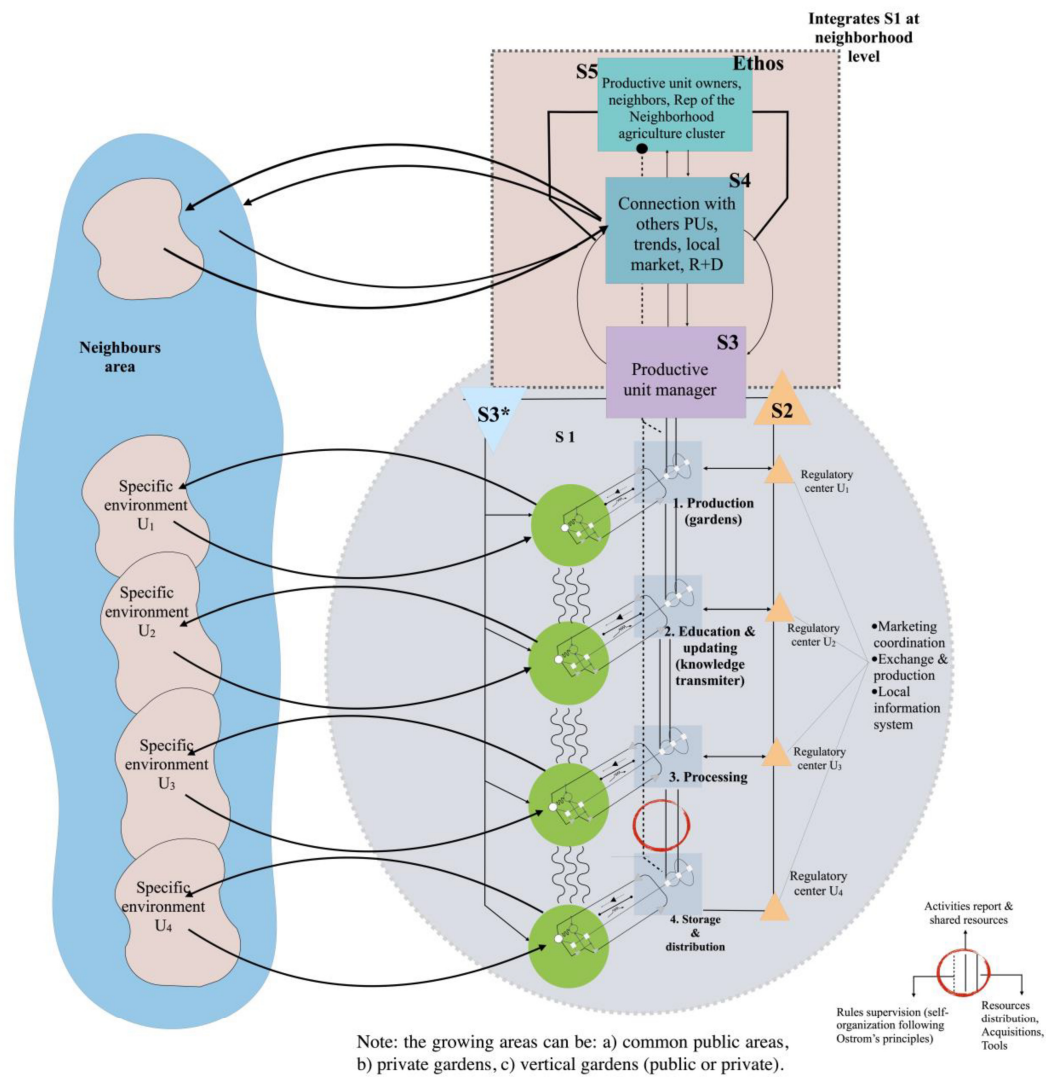 Integrates S1 at
neighborhood
level
S5
Ethos
Productive unit owners,
neighbors, Rep of the
Neighborhood
agriculture cluster
S4
Connection with
others PUs,
trends, local
market, R+D
S3
Productive
unit manager
Neighbours
area
S3*
S2
S 1
Specific
environment
U1
1. Production
(gardens)
Regulatory
center U1
Specific
environment
U2
2. Education &
updating
(knowledge
transmiter)
Regulatory
center U2
●Marketing
coordination
●Exchange &
production
●Local
information
system
Specific
environment
U3
3. Processing
Regulatory
center U3
Specific
environment
U4
4. Storage
&
distribution
Regulatory
center U4
Activities report &
shared resources
Rules supervision (self-
organization following
Ostrom's principles)
Resources
distribution,
Acquisitions,
Tools
Note: the growing areas can be: a) common public areas,
b) private gardens, c) vertical gardens (public or private).